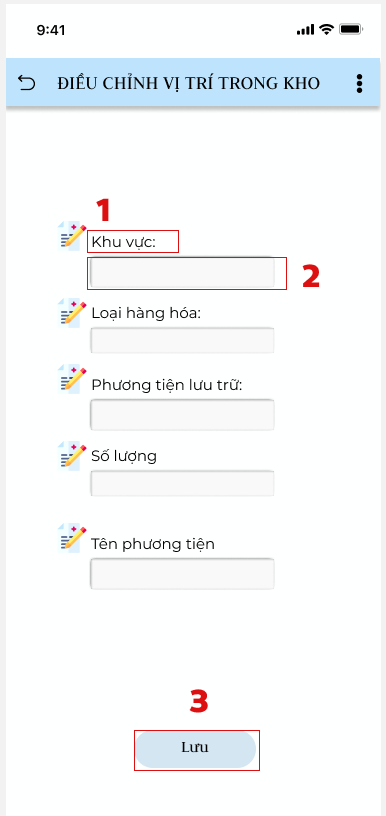 9:41
ĐIỀU CHỈNH VỊ TRÍ TRONG KHO
1
Khu vực:
2
Loại hàng hóa:
Phương tiện lưu trữ:
Số lượng
Tên phương tiện
3
Lưu